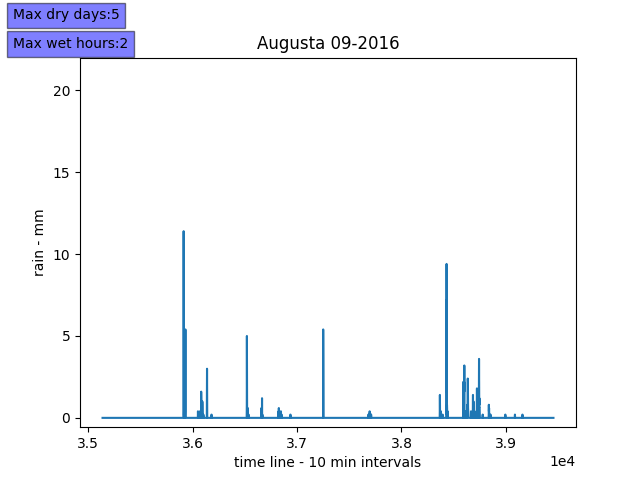 Max dry days:5
Max wet hours:2
Augusta 09-2016
rain - mm
20
15
10
5
0
3.5 3.6 3.7 3.8 3.9
1e4
time line - 10 min intervals